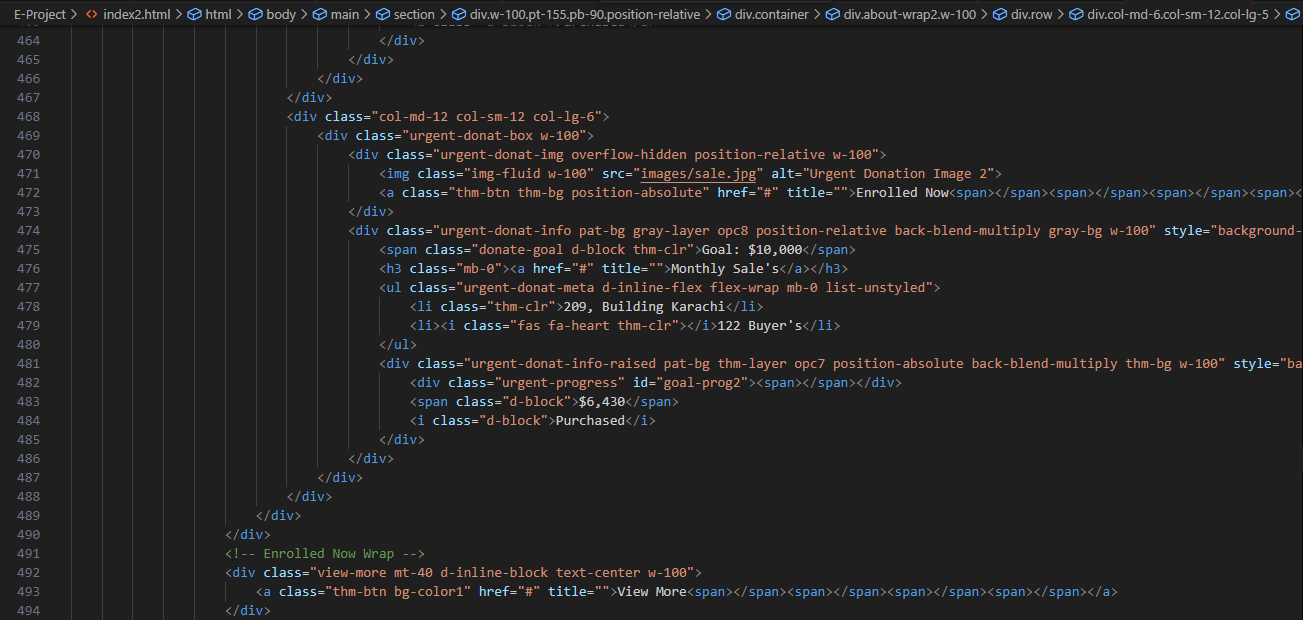 E-Project > index2.html > html > body > main > section > div.w-100.pt-155.pb-90.position-relative > div.container > div.about-wrap2.w-100 > div.row > div.col-md-6.col-sm-12.col-lg-5 >
464 </div>
465 </div>
466 </div>
467 </div>
468 <div class="col-md-12 col-sm-12 col-lg-6">
469 <div class="urgent-donat-box w-100">
470 <div class="urgent-donat-img overflow-hidden position-relative w-100">
471 <img class="img-fluid w-100" src="images/sale.jpg" alt="Urgent Donation Image 2">
472 <a class="thm-btn thm-bg position-absolute" href="#" title="">Enrolled Now<span></span><span></span><span></span><span><
473 </div>
474 <div class="urgent-donat-info pat-bg gray-layer opc8 position-relative back-blend-multiply gray-bg w-100" style="background-
475 <span class="donate-goal d-block thm-clr">Goal: $10,000</span>
476 <h3 class="mb-0"><a href="#" title="">Monthly Sale's</a></h3>
477 <ul class="urgent-donat-meta d-inline-flex flex-wrap mb-0 list-unstyled">
478 <li class="thm-clr">209, Building Karachi</li>
479 <li><i class="fas fa-heart thm-clr"></i>122 Buyer's</li>
480 </ul>
481 <div class="urgent-donat-info-raised pat-bg thm-layer opc7 position-absolute back-blend-multiply thm-bg w-100" style="ba
482 <div class="urgent-progress" id="goal-prog2"><span></span></div>
483 <span class="d-block">$6,430</span>
484 <i class="d-block">Purchased</i>
485 </div>
486 </div>
487 </div>
488 </div>
489 </div>
490 </div>
491 <!-- Enrolled Now Wrap -->
492 <div class="view-more mt-40 d-inline-block text-center w-100">
493 <a class="thm-btn bg-color1" href="#" title="">View More<span></span><span></span><span></span><span></span></a>
494 </div>